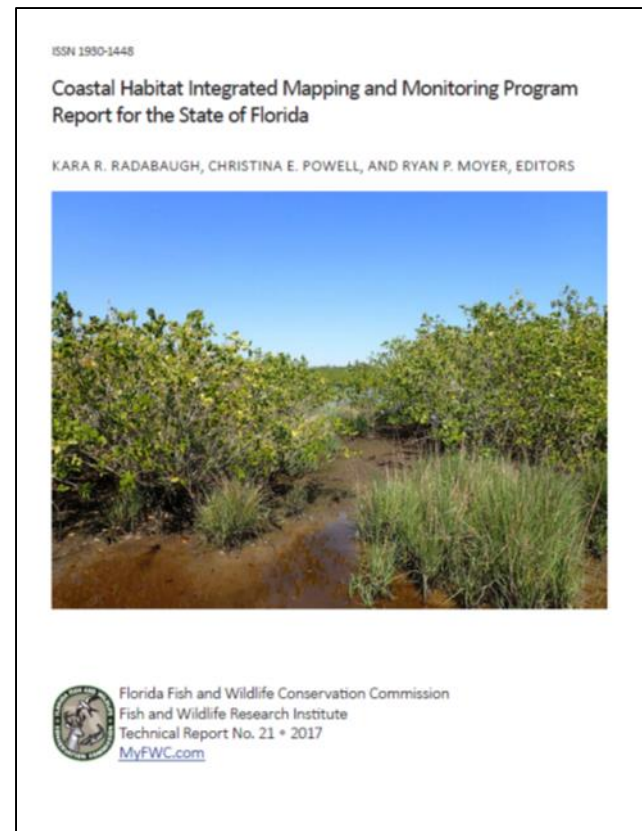 ISSN 1930-1448
Coastal Habitat Integrated Mapping and Monitoring Program
Report for the State of Florida
KARA R. RADABAUGH, CHRISTINA E. POWELL, AND RYAN P. MOYER, EDITORS
Florida Fish and Wildlife Conservation Commission
Fish and Wildlife Research Institute
Technical Report No. 21 • 2017
MyFWC.com